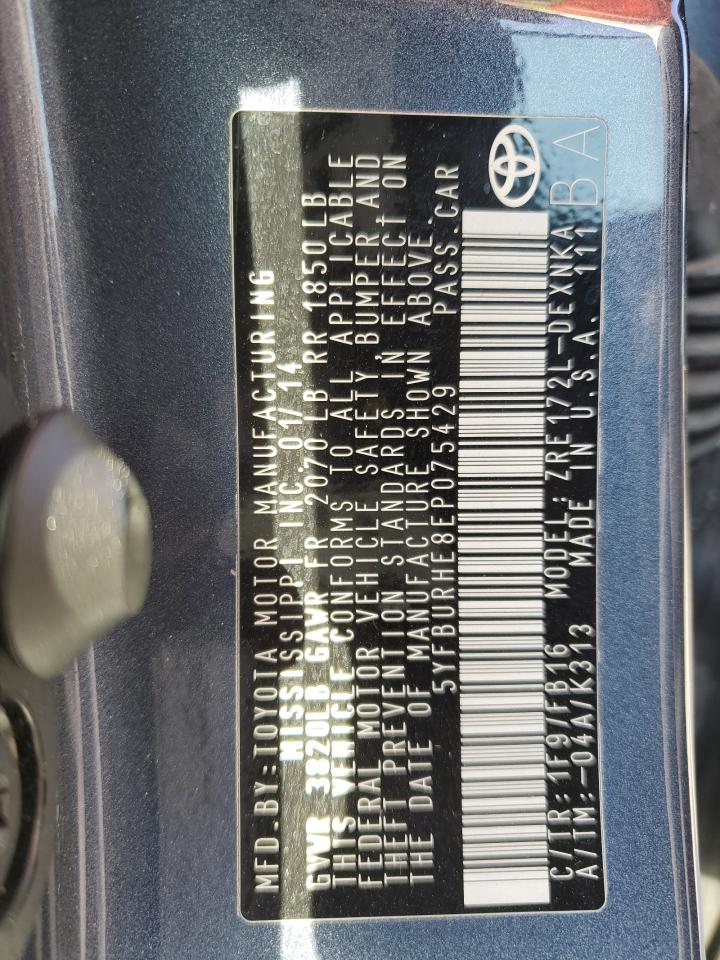 MFD.BY:TOYOTA MOTOR MANUFACTURING
MISSISSIPPI INC.01/14
GVWR 3820LB GAWR FR 2070 LB RR 1850 LB
THIS VEHICLE CONFORMS TO ALL APPLICABLE
FEDERAL MOTOR VEHICLE SAFETY, BUMPER AND
THEFT PREVENTION STANDARDS IN EFFECT ON
THE DATE OF MANUFACTURE SHOWN ABOVE.
5YFBURHE8EP075429 PASS.CAR
C/TR: 1F9/FB16 MODEL: ZRE172L-DEXNKA
A/TM:-04A/K313 MADE IN U.S.A. 111 BA